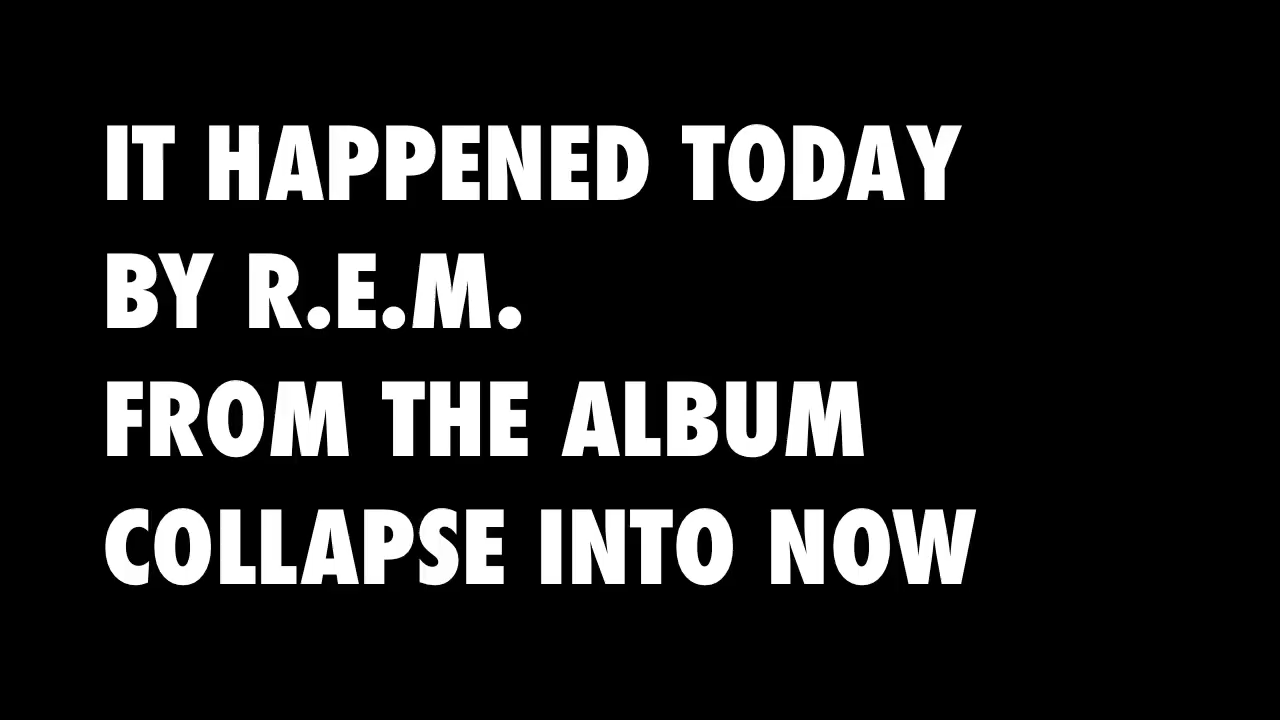 IT HAPPENED TODAY
BY R.E.M.
FROM THE ALBUM
COLLAPSE INTO NOW